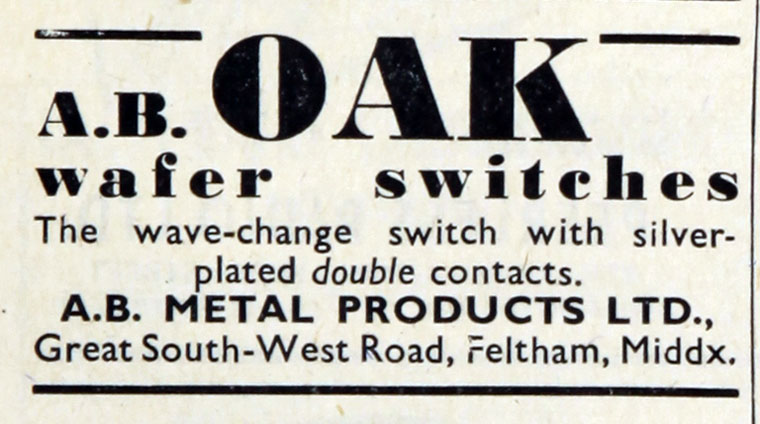 A.B. OAK
wafer switches
The wave-change switch with silver-
plated double contacts.
A.B. METAL PRODUCTS LTD.,
Great South-West Road, Feltham, Middx.